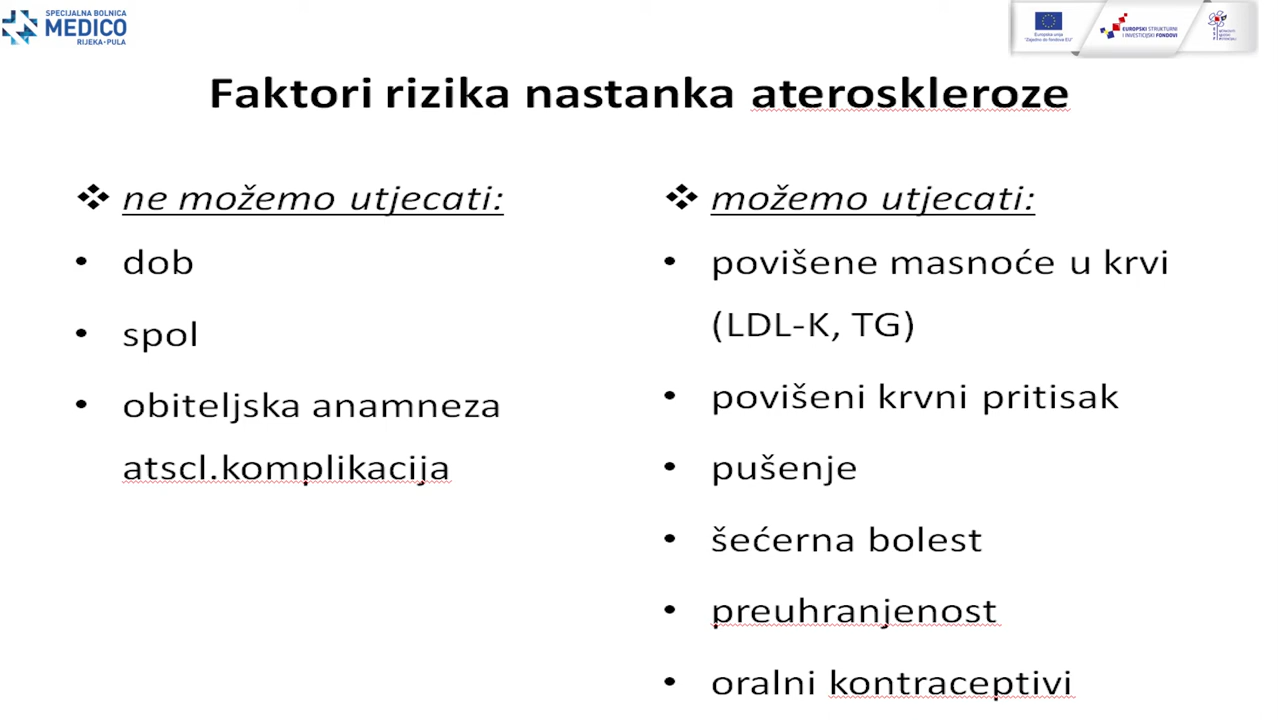 SPECIJALNA BOLNICA
MEDICO
RIJEKA·PULA
Europska unija
"Zajedno do fondova EU"
EUROPSKI STRUKTURNI
I INVESTICIJSKI FONDOVI
Faktori rizika nastanka ateroskleroze
ne možemo utjecati:
dob
spol
obiteljska anamneza
atscl.komplikacija
možemo utjecati:
povišene masnoće u krvi
(LDL-K, TG)
povišeni krvni pritisak
pušenje
šećerna bolest
preuhranjenost
oralni kontraceptivi